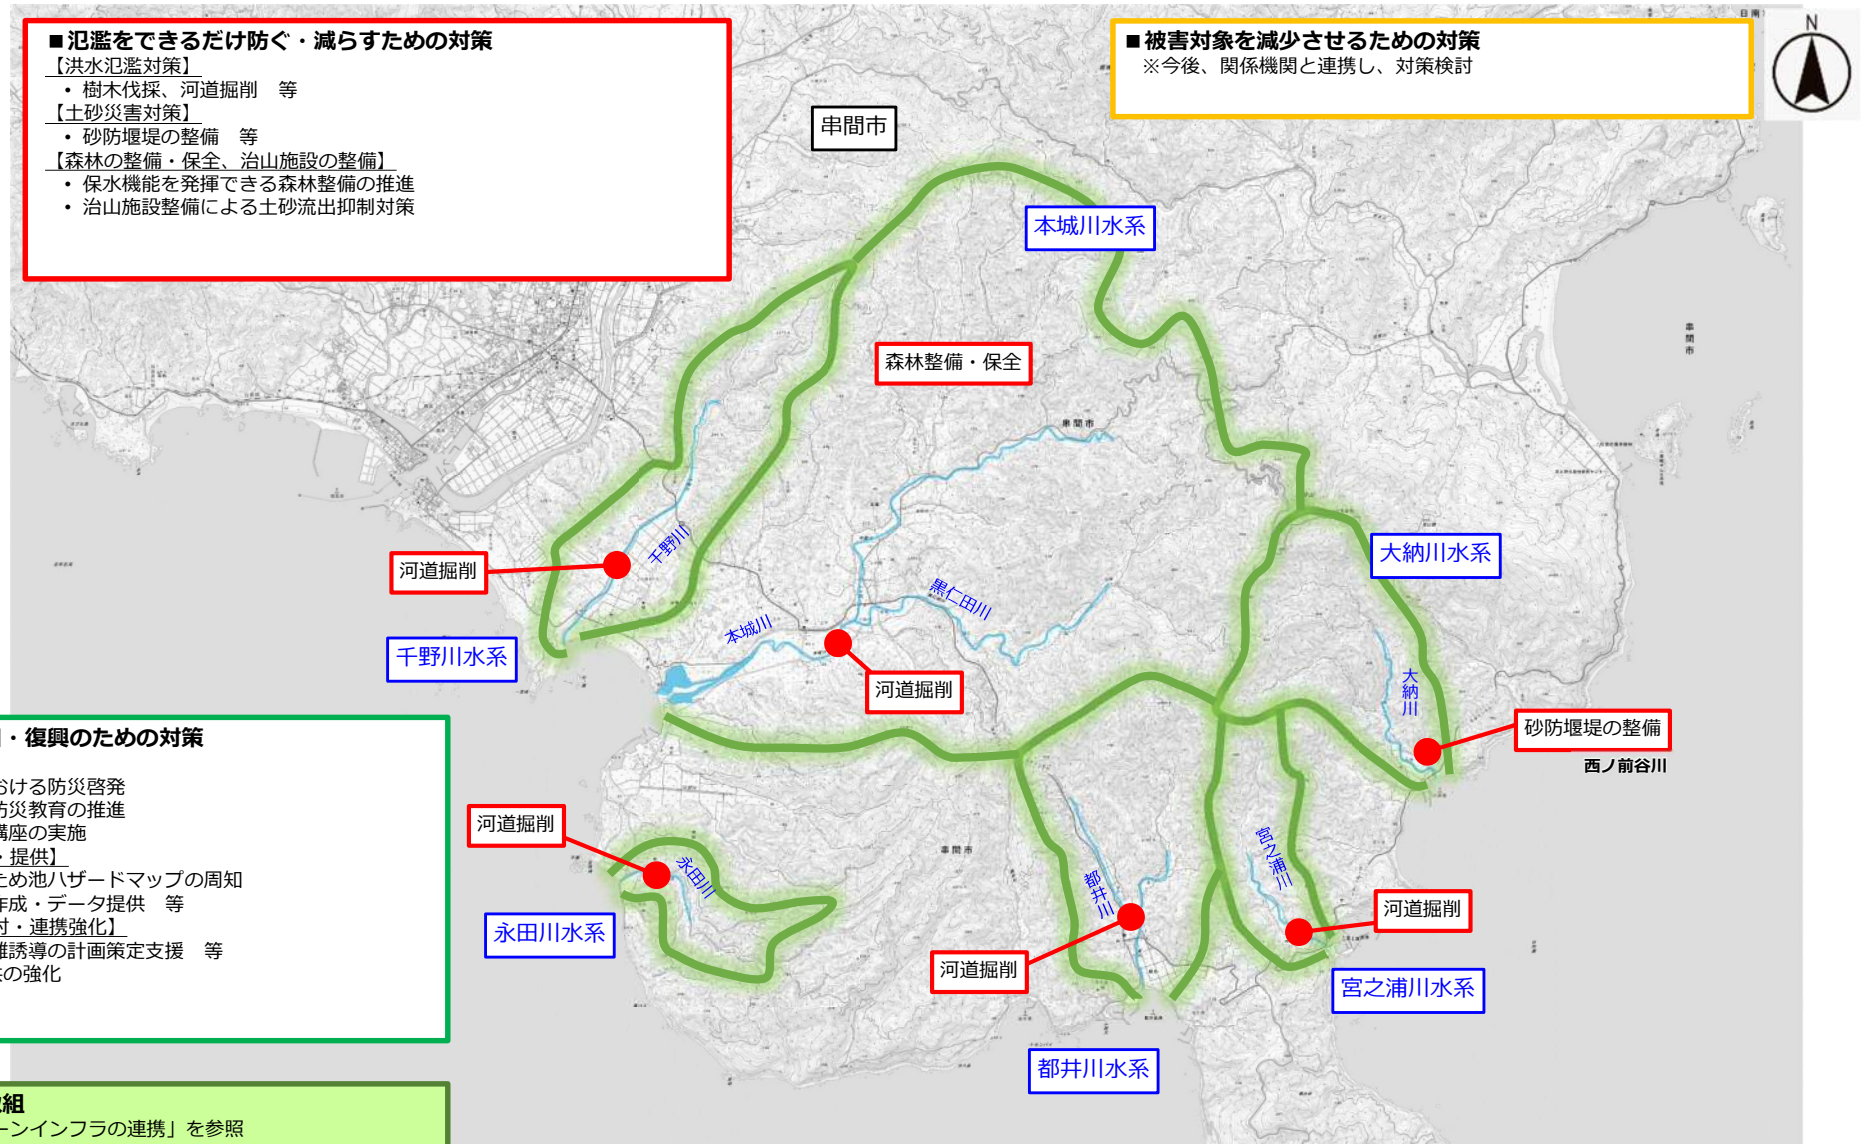 ■氾濫をできるだけ防ぐ・減らすための対策
【洪水氾濫対策】
・ 樹木伐採、河道掘削　等
【土砂災害対策】
・ 砂防堰堤の整備　等
【森林の整備・保全、治山施設の整備】
・ 保水機能を発揮できる森林整備の推進
・ 治山施設整備による土砂流出抑制対策
■被害対象を減少させるための対策
※今後、関係機関と連携し、対策検討
N
日南
串間市
本城川水系
森林整備・保全
串間市
串間市
千野川
河道掘削
大納川水系
黒仁田川
本城川
千野川水系
河道掘削
大納川
砂防堰堤の整備
西ノ前谷川
・復興のための対策
おける防災啓発
防災教育の推進
講座の実施
・提供】
ため池ハザードマップの周知
作成・データ提供　等
討・連携強化】
難誘導の計画策定支援　等
の強化
河道掘削
永田川
串間市
宮之浦川
都井川
河道掘削
永田川水系
河道掘削
宮之浦川水系
都井川水系
組
ーンインフラの連携」を参照